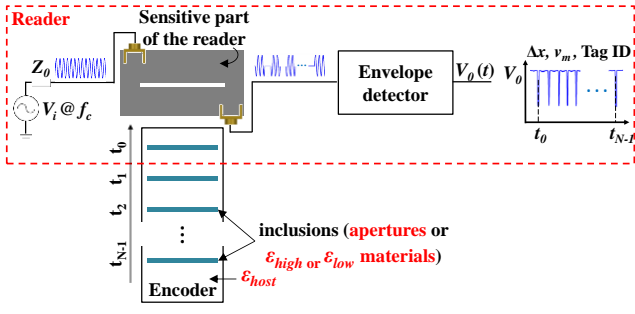 Reader
Sensitive part
of the reader
Z0
Vi @ fc
Envelope
detector
V0(t)
Δx, vm, Tag ID
V0
t0
tN-1
t0
t1
t2
⋮
tN-1
inclusions (apertures or
εhigh or εlow materials)
εhost
Encoder